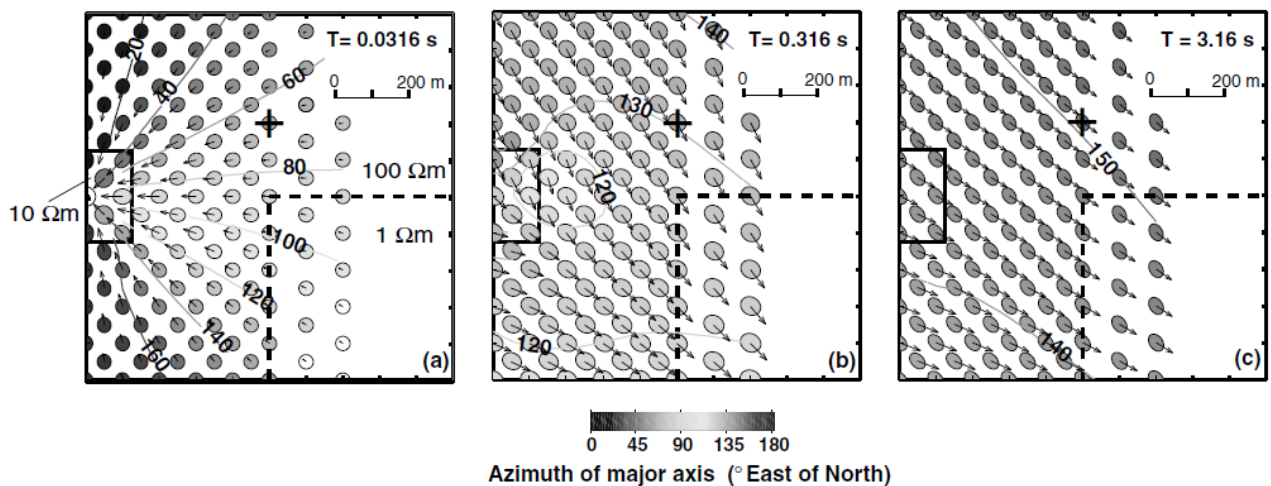 T= 0.0316 s
0 200 m
20
40
60
80
100 Ωm
10 Ωm
1 Ωm
100
120
140
160
(a)
140
T= 0.316 s
0 200 m
130
120
120
(b)
T = 3.16 s
0 200 m
150
140
(c)
0 45 90 135 180
Azimuth of major axis (°East of North)